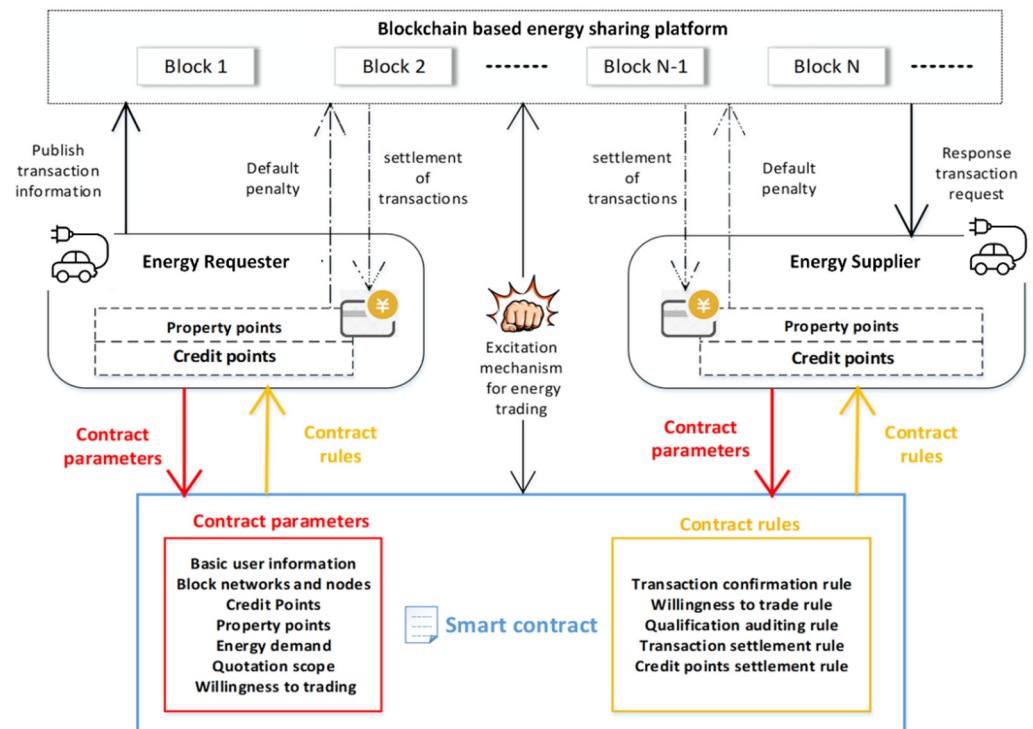 Blockchain based energy sharing platform
Block 1
Block 2
Block N-1
Block N
Publish
transaction
information
Default
penalty
settlement
of
transactions
settlement
of
transactions
Default
penalty
Response
transaction
request
Energy Requester
Property points
Credit points
¥
Energy Supplier
¥
Property points
Credit points
Excitation
mechanism
for energy
trading
Contract
parameters
Contract
rules
Contract
parameters
Contract
rules
Contract parameters
Basic user information
Block networks and nodes
Credit Points
Property points
Energy demand
Quotation scope
Willingness to trading
Smart contract
Contract rules
Transaction confirmation rule
Willingness to trade rule
Qualification auditing rule
Transaction settlement rule
Credit points settlement rule